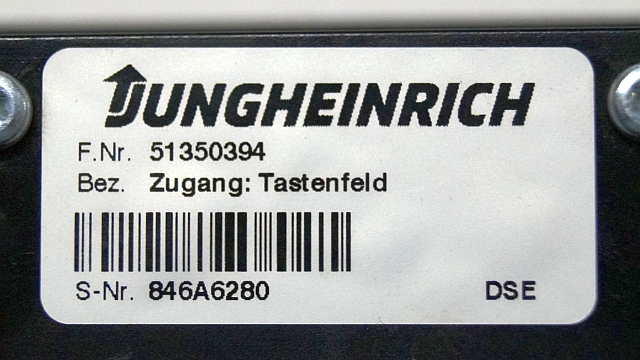 JUNGHEINRICH
F.Nr. 51350394
Bez. Zugang: Tastenfeld
S-Nr. 846A6280 DSE